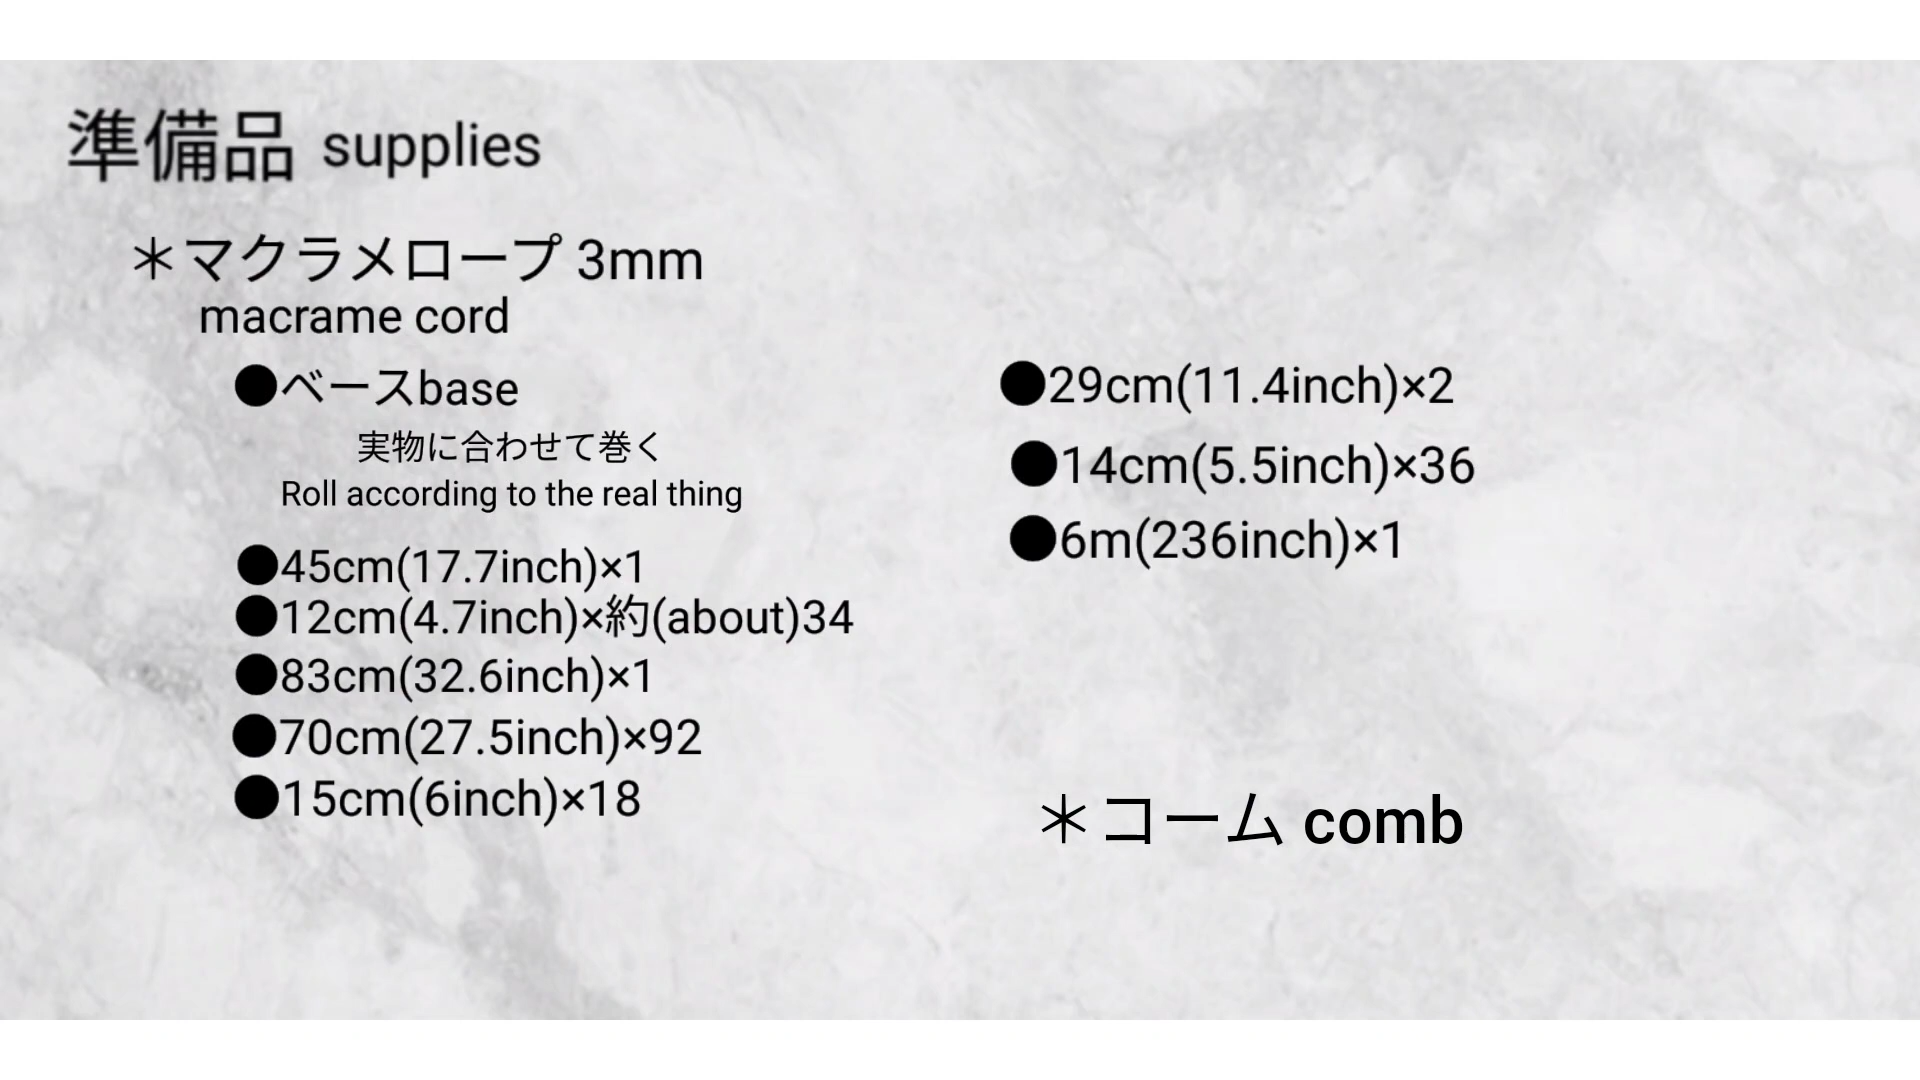 準備品 supplies
＊マクラメロープ 3mm
macrame cord
●ベースbase
実物に合わせて巻く
Roll according to the real thing
●45cm(17.7inch)×1
●12cm(4.7inch)×約(about)34
●83cm(32.6inch)×1
●70cm(27.5inch)×92
●15cm(6inch)×18
●29cm(11.4inch)×2
●14cm(5.5inch)×36
●6m(236inch)×1
＊コーム comb